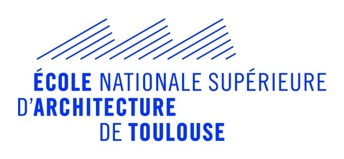 ÉCOLE NATIONALE SUPÉRIEURE
D'ARCHITECTURE
DE TOULOUSE